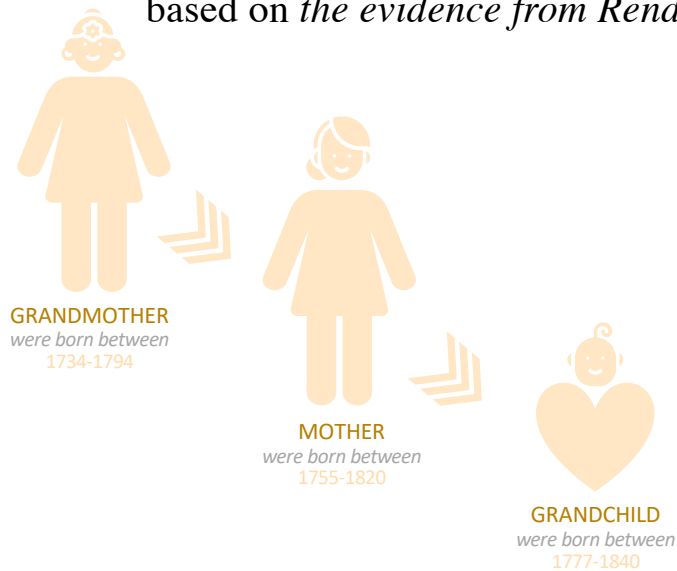 based on the evidence from
GRANDMOTHER
were born between
1734-1794
MOTHER
were born between
1755-1820
GRANDCHILD
were born between
1777-1840